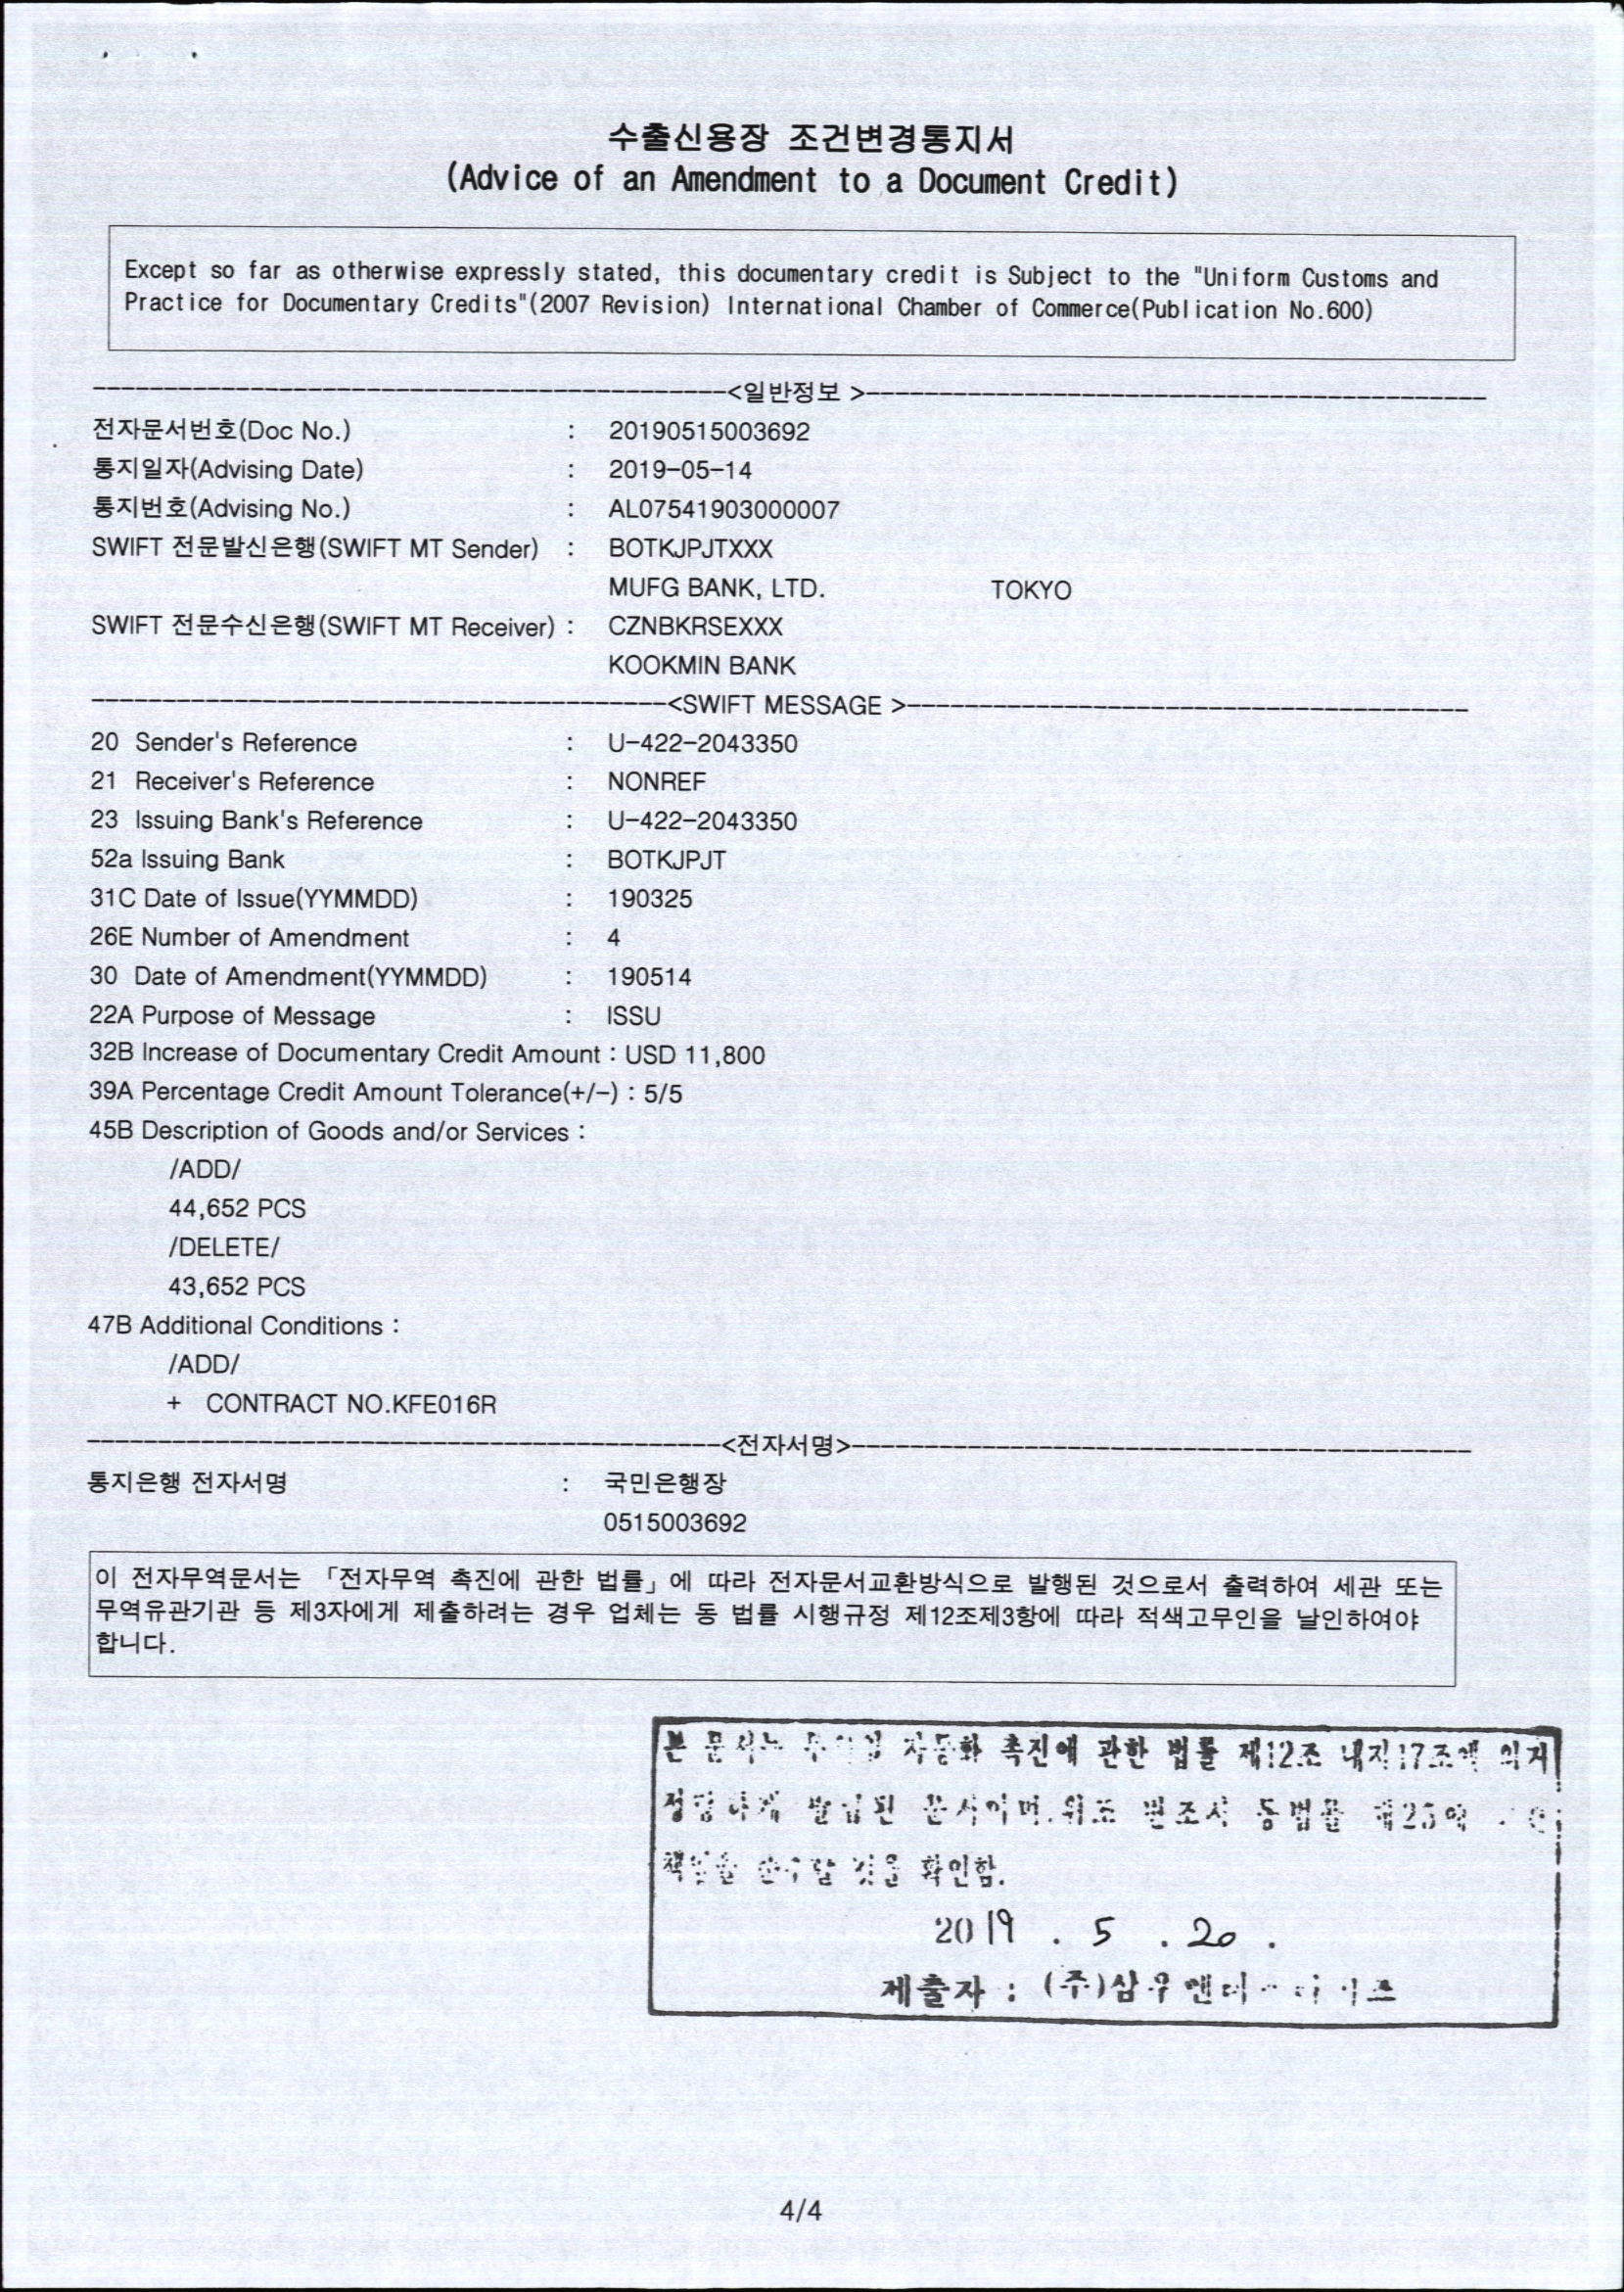 수출신용장 조건변경통지서
(Advice of an Amendment to a Document Credit)
Except so far as otherwise expressly stated, this documentary credit is Subject to the "Uniform Customs and
Practice for Documentary Credits"(2007 Revision) International Chamber of Commerce(Publication No.600)
<일반정보 >
전자문서번호(Doc No.) : 20190515003692
통지일자(Advising Date) : 2019-05-14
통지번호(Advising No.) : AL07541903000007
SWIFT 전문발신은행(SWIFT MT Sender) : BOTKJPJTXXX
MUFG BANK, LTD. TOKYO
SWIFT 전문수신은행(SWIFT MT Receiver) : CZNBKRSEXXX
KOOKMIN BANK
<SWIFT MESSAGE >
20 Sender's Reference : U-422-2043350
21 Receiver's Reference : NONREF
23 Issuing Bank's Reference : U-422-2043350
52a Issuing Bank : BOTKJPJT
31C Date of Issue(YYMMDD) : 190325
26E Number of Amendment : 4
30 Date of Amendment(YYMMDD) : 190514
22A Purpose of Message : ISSU
32B Increase of Documentary Credit Amount : USD 11,800
39A Percentage Credit Amount Tolerance(+/-) : 5/5
45B Description of Goods and/or Services :
/ADD/
44,652 PCS
/DELETE/
43,652 PCS
47B Additional Conditions :
/ADD/
+ CONTRACT NO.KFE016R
<전자서명>
통지은행 전자서명 : 국민은행장
0515003692
이 전자무역문서는 「전자무역 촉진에 관한 법률」에 따라 전자문서교환방식으로 발행된 것으로서 출력하여 세관 또는
무역유관기관 등 제3자에게 제출하려는 경우 업체는 동 법률 시행규정 제12조제3항에 따라 적색고무인을 날인하여야
합니다.
본 문서는 자동화 촉진에 관한 법률 제12조 내지17조에 의거
정당하게 발급된 문서이며,위조 변조시 동법률
것을 확인함.
2019 . 5 . 20 .
제출자 : (주)삼우
4/4